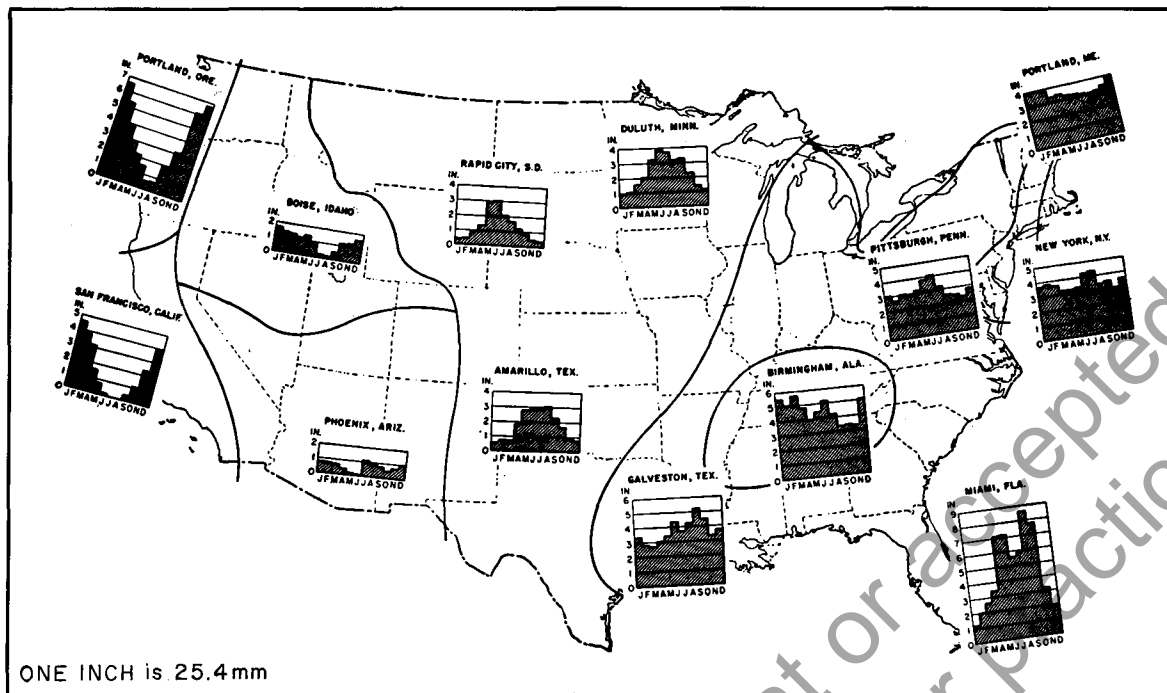 PORTLAND, ORE.
IN.
7
6
5
4
3
2
1
0
JFMAMJJASOND
PORTLAND, ME.
IN.
4
3
2
1
0
JFMAMJJASOND
DULUTH, MINN.
IN.
4
3
2
1
0
JFMAMJJASOND
RAPID CITY, S.D.
IN.
4
3
2
1
0
JFMAMJJASOND
BOISE, IDAHO
IN.
2
1
0
JFMAMJJASOND
PITTSBURGH, PENN.
IN.
5
4
3
2
1
0
JFMAMJJASOND
NEW YORK, N.Y.
IN.
5
4
3
2
1
0
JFMAMJJASOND
SAN FRANCISCO, CALIF.
IN.
5
4
3
2
1
0
JFMAMJJASOND
AMARILLO, TEX.
IN.
4
3
2
1
0
JFMAMJJASOND
BIRMINGHAM, ALA.
IN.
6
5
4
3
2
1
0
JFMAMJJASOND
PHOENIX, ARIZ.
IN.
2
1
0
JFMAMJJASOND
GALVESTON, TEX.
IN
6
5
4
3
2
1
0
JFMAMJJASOND
MIAMI, FLA.
IN
9
8
7
6
5
4
3
2
1
0
JFMAMJJASOND
or accepted
practic
ONE INCH is 25.4mm